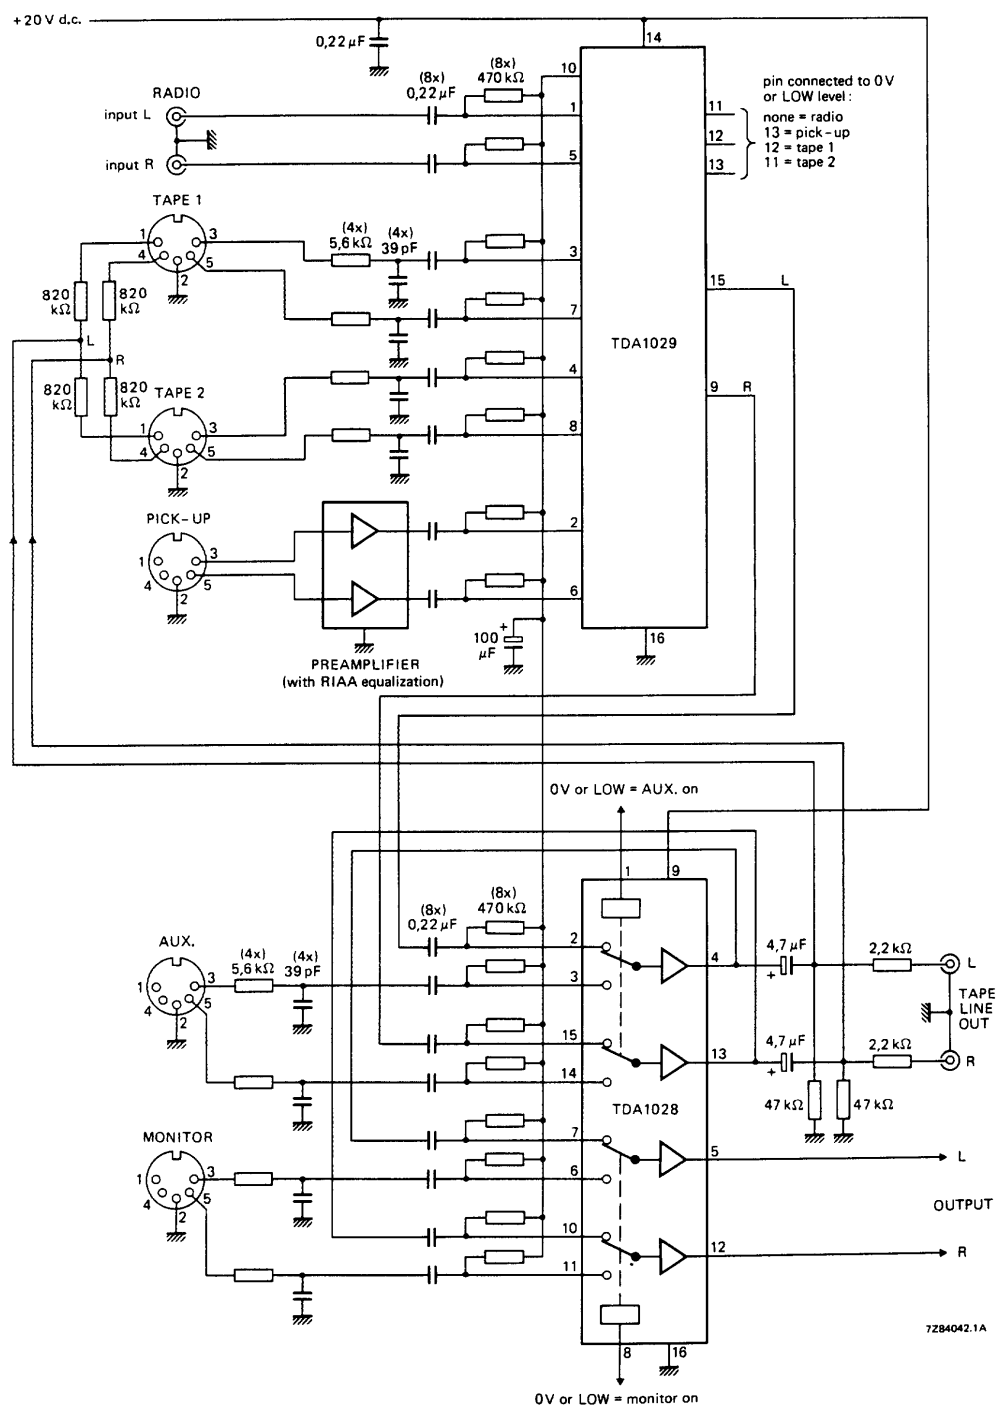 +20 V d.c.
0,22 µF
14
RADIO
input L
input R
(8x)
0,22 µF
(8x)
470 kΩ
10
1
5
11
12
13
pin connected to 0 V
or LOW level:
none = radio
13 = pick-up
12 = tape 1
11 = tape 2
TAPE 1
1
3
4
5
2
(4x)
5,6 kΩ
(4x)
39 pF
3
7
15
L
820
kΩ
820
kΩ
L
R
TDA1029
820
kΩ
820
kΩ
TAPE 2
1
3
4
5
2
4
8
9
R
PICK-UP
1
3
4
5
2
2
6
PREAMPLIFIER
(with RIAA equalization)
+
100
µF
16
0V or LOW = AUX. on
1
9
(8x)
0,22 µF
(8x)
470 kΩ
AUX.
1
3
4
5
2
(4x)
5,6 kΩ
(4x)
39 pF
2
3
15
14
4
4,7 µF
+
2,2 kΩ
L
TAPE
LINE
OUT
13
4,7 µF
+
2,2 kΩ
R
TDA1028
47 kΩ
47 kΩ
MONITOR
1
3
4
5
2
7
6
10
11
5
L
OUTPUT
12
R
8
16
7Z84042.1A
0V or LOW = monitor on